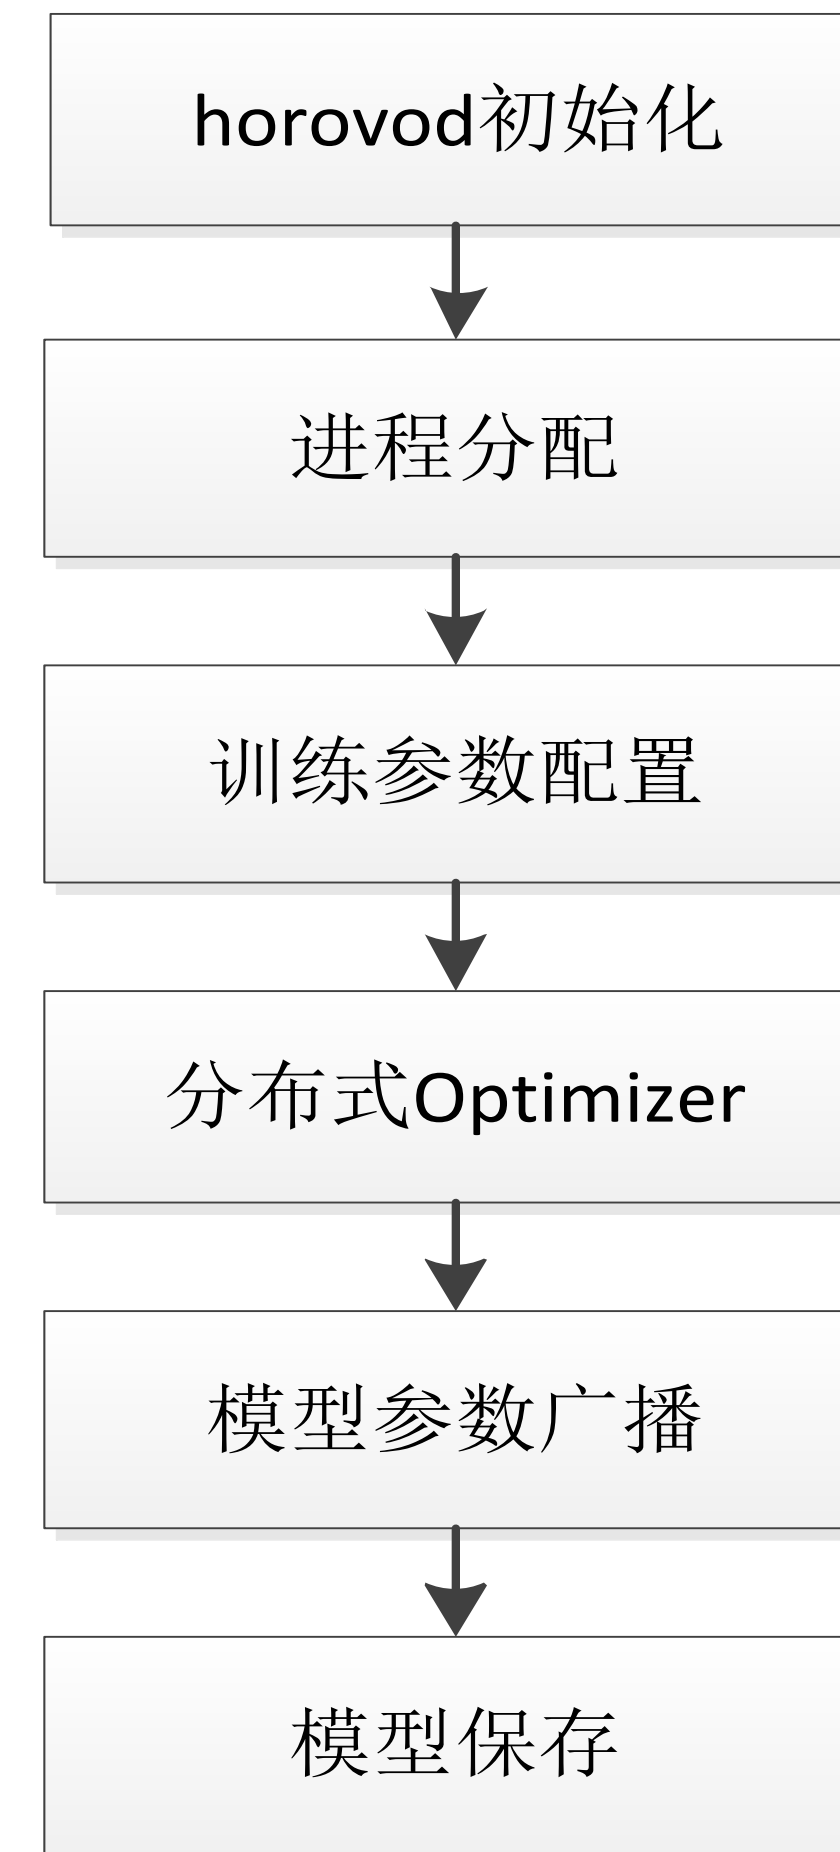 horovod初始化
进程分配
训练参数配置
分布式Optimizer
模型参数广播
模型保存